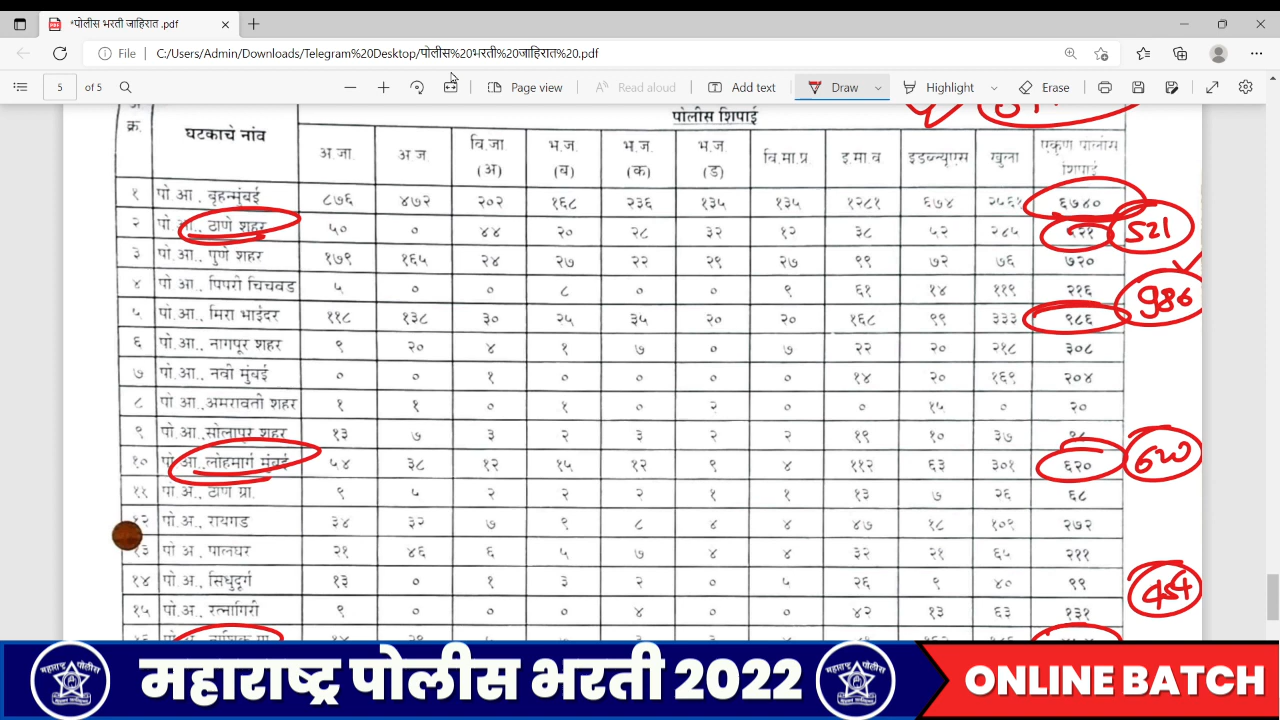 *पोलीस भरती जाहिरात .pdf
File C:/Users/Admin/Downloads/Telegram%20Desktop/पोलीस%20भरती%20जाहिरात%20.pdf
5 of 5 Page view Read aloud Add text Draw Highlight Erase
क्र. घटकाचे नांव पोलीस शिपाई
अ.जा. अ.ज वि.जा (अ) भ.ज (ब) भ.ज (क) भ.ज (ड) वि.मा.प्र इ.मा.व इडब्ल्यूएस खुला एकुण पोलीस शिपाई
१ पो.आ., बृहन्मुंबई ८७६ ४७२ २०२ १६८ २३६ १३५ १३५ १२८१ ६७४ २५६१ ६७४०
२ पो.आ., ठाणे शहर ५० ० ४४ २० २८ ३२ १२ ३८ ५२ २४५ ५२१ 521
३ पो.आ., पुणे शहर १७९ १६५ २४ २७ २२ २९ २७ ९९ ७२ ७६ ७२०
४ पो.आ., पिंपरी चिंचवड ५ ० ० ८ ० ० ९ ६१ १४ ११९ २१६
५ पो.आ., मिरा भाईंदर ११८ १३८ ३० २५ ३५ २० २० १६८ ९९ ३३३ ९८६ 986
६ पो.आ., नागपूर शहर ९ २० ४ १ ७ ० ७ २२ २० २१८ ३०८
७ पो.आ., नवी मुंबई ० ० १ ० ० ० ० १४ २० १६९ २०४
८ पो.आ.,अमरावती शहर १ १ ० १ ० २ ० ० १५ ० २०
९ पो.आ.,सोलापूर शहर १३ ७ ३ २ ३ २ २ १९ १० ३७ ९८
१० पो.आ.,लोहमार्ग मुंबई ५४ ३८ १२ १५ १२ ९ ४ ११२ ६३ ३०१ ६२० 620
११ पो.अ., ठाणे ग्रा. ९ ५ २ २ २ १ १ १३ ७ २६ ६८
१२ पो.अ., रायगड ३४ ३२ ७ ९ ८ ४ ४ ४७ १८ १०९ २७२
१३ पो.अ., पालघर २१ ४६ ६ ५ ७ ४ ४ ३२ २१ ६५ २११
१४ पो.अ., सिंधुदूर्ग १३ ० १ ३ २ ० ५ २६ ९ ४० ९९
१५ पो.अ., रत्नागिरी ९ ० ० ० ४ ० ० ४२ १३ ६३ १३१
454
महाराष्ट्र पोलीस भरती 2022
ONLINE BATCH